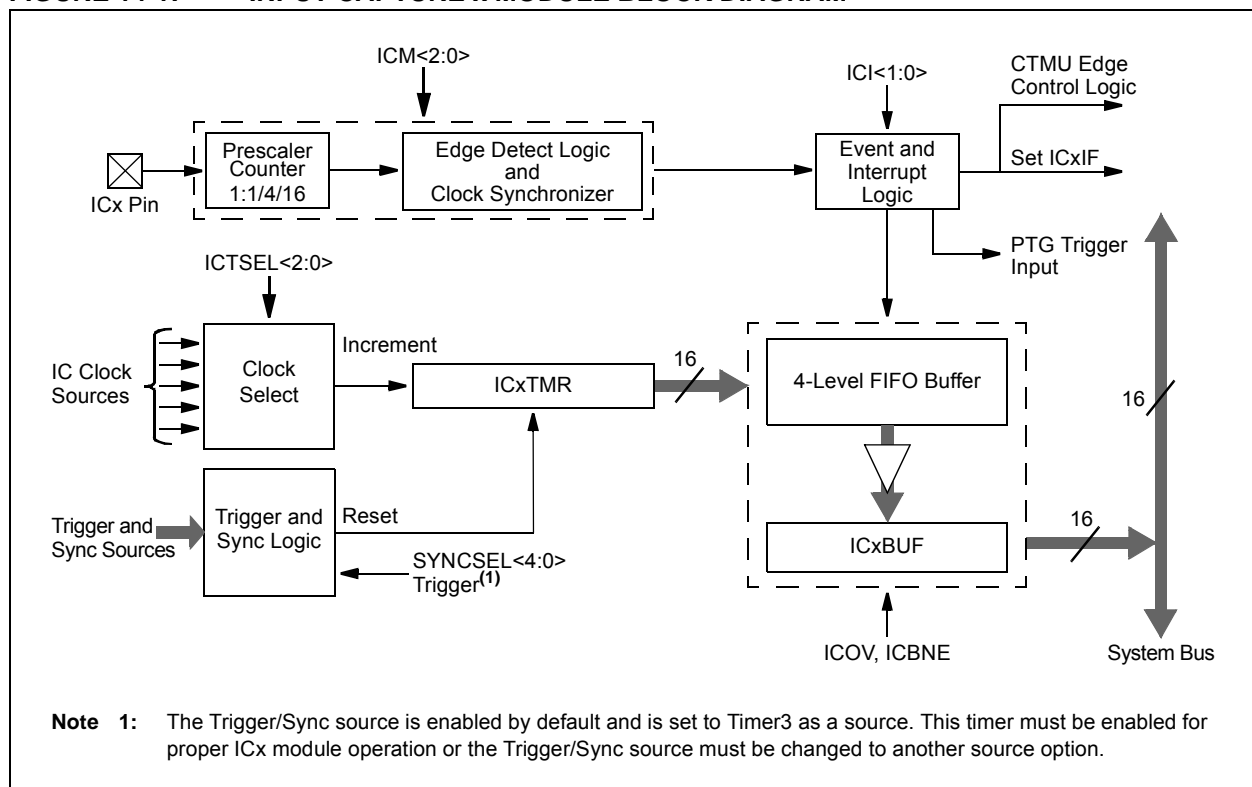 ICM<2:0>
ICI<1:0>
CTMU Edge
Control Logic
Prescaler
Counter
1:1/4/16
Edge Detect Logic
and
Clock Synchronizer
Event and
Interrupt
Logic
Set ICxIF
ICx Pin
PTG Trigger
Input
ICTSEL<2:0>
IC Clock
Sources
Clock
Select
Increment
ICxTMR
16
4-Level FIFO Buffer
16
Trigger and
Sync Sources
Trigger and
Sync Logic
Reset
SYNCSEL<4:0>
Trigger(1)
ICxBUF
16
ICOV, ICBNE
System Bus
Note 1: The Trigger/Sync source is enabled by default and is set to Timer3 as a source. This timer must be enabled for
proper ICx module operation or the Trigger/Sync source must be changed to another source option.